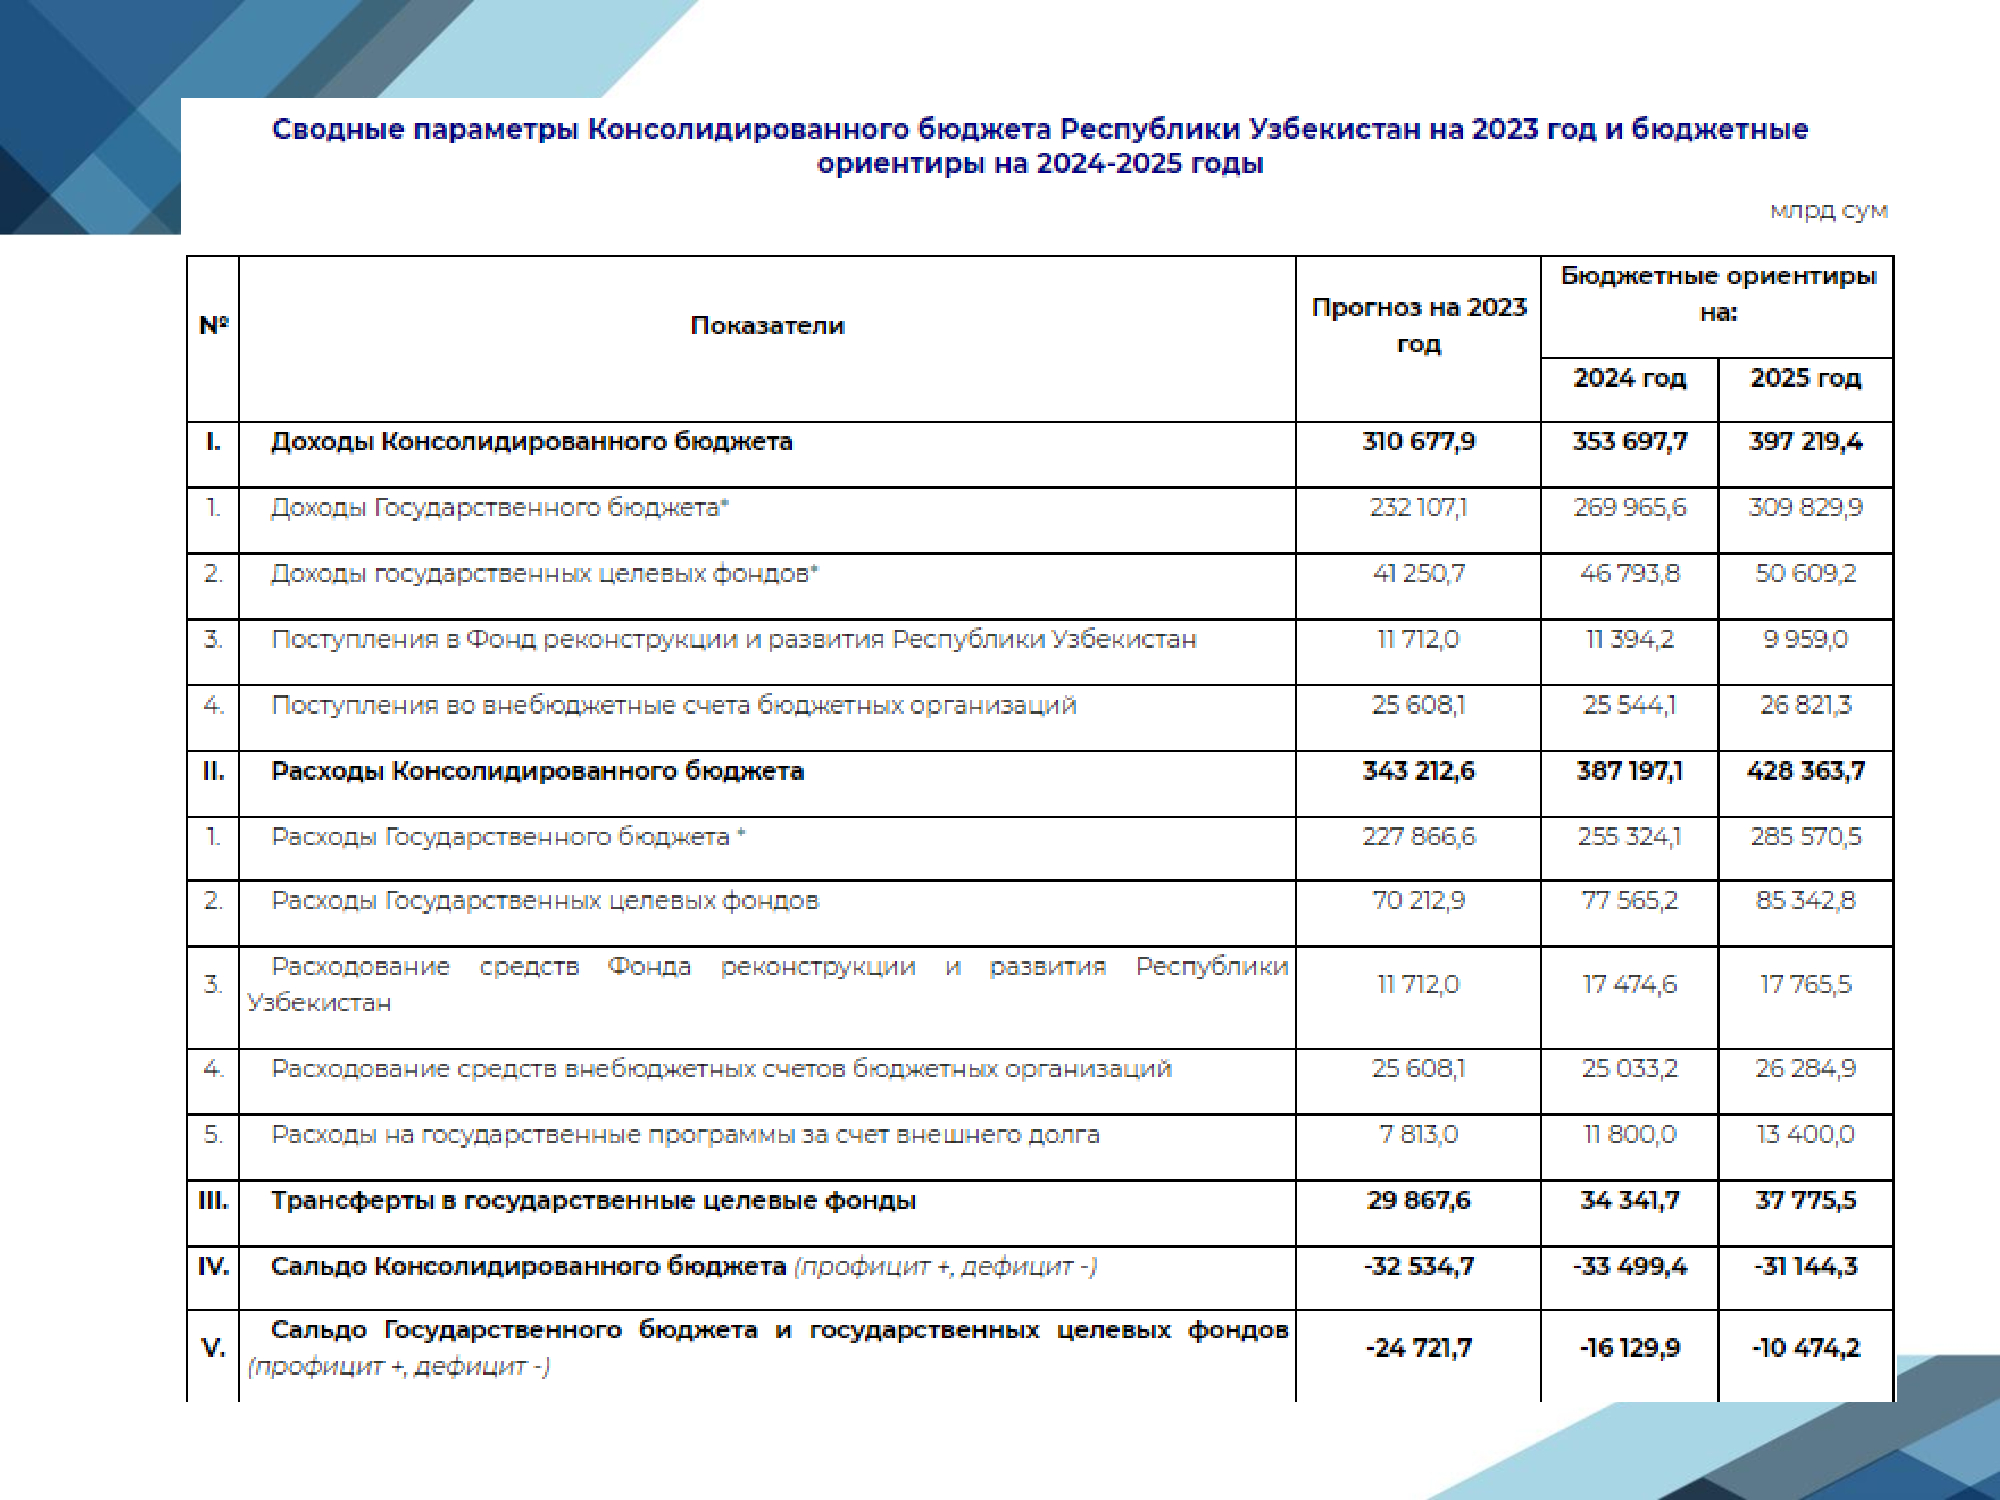 Сводные параметры Консолидированного бюджета Республики Узбекистан на 2023 год и бюджетные
ориентиры на 2024-2025 годы
млрд сум
№ Показатели Прогноз на 2023 год Бюджетные ориентиры на:
2024 год 2025 год
I. Доходы Консолидированного бюджета 310 677,9 353 697,7 397 219,4
1. Доходы Государственного бюджета* 232 107,1 269 965,6 309 829,9
2. Доходы государственных целевых фондов* 41 250,7 46 793,8 50 609,2
3. Поступления в Фонд реконструкции и развития Республики Узбекистан 11 712,0 11 394,2 9 959,0
4. Поступления во внебюджетные счета бюджетных организаций 25 608,1 25 544,1 26 821,3
II. Расходы Консолидированного бюджета 343 212,6 387 197,1 428 363,7
1. Расходы Государственного бюджета * 227 866,6 255 324,1 285 570,5
2. Расходы Государственных целевых фондов 70 212,9 77 565,2 85 342,8
3. Расходование средств Фонда реконструкции и развития Республики
Узбекистан 11 712,0 17 474,6 17 765,5
4. Расходование средств внебюджетных счетов бюджетных организаций 25 608,1 25 033,2 26 284,9
5. Расходы на государственные программы за счет внешнего долга 7 813,0 11 800,0 13 400,0
III. Трансферты в государственные целевые фонды 29 867,6 34 341,7 37 775,5
IV. Сальдо Консолидированного бюджета (профицит +, дефицит -) -32 534,7 -33 499,4 -31 144,3
V. Сальдо Государственного бюджета и государственных целевых фондов
(профицит +, дефицит -) -24 721,7 -16 129,9 -10 474,2